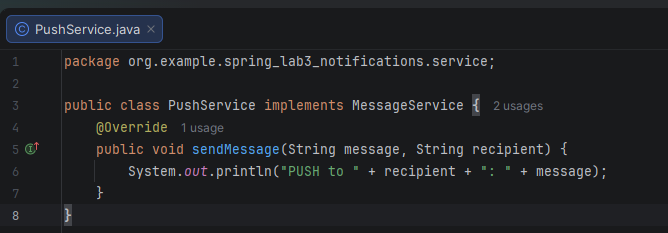 PushService.java
1 package org.example.spring_lab3_notifications.service;
2
3 public class PushService implements MessageService { 2 usages
4 @Override 1 usage
5 public void sendMessage(String message, String recipient) {
6 System.out.println("PUSH to " + recipient + ": " + message);
7 }
8 }